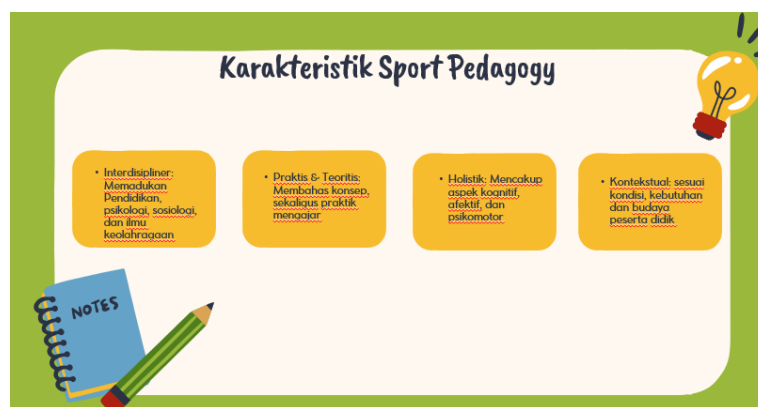 Karakteristik Sport Pedagogy
• Interdisipliner:
Memadukan
Pendidikan,
psikologi, sosiologi,
dan ilmu
keolahragaan
• Praktis & Teoritis:
Membahas konsep,
sekaligus praktik
mengajar
• Holistik: Mencakup
aspek kognitif,
afektif, dan
psikomotor
• Kontekstual: sesuai
kondisi, kebutuhan
dan budaya
peserta didik
NOTES